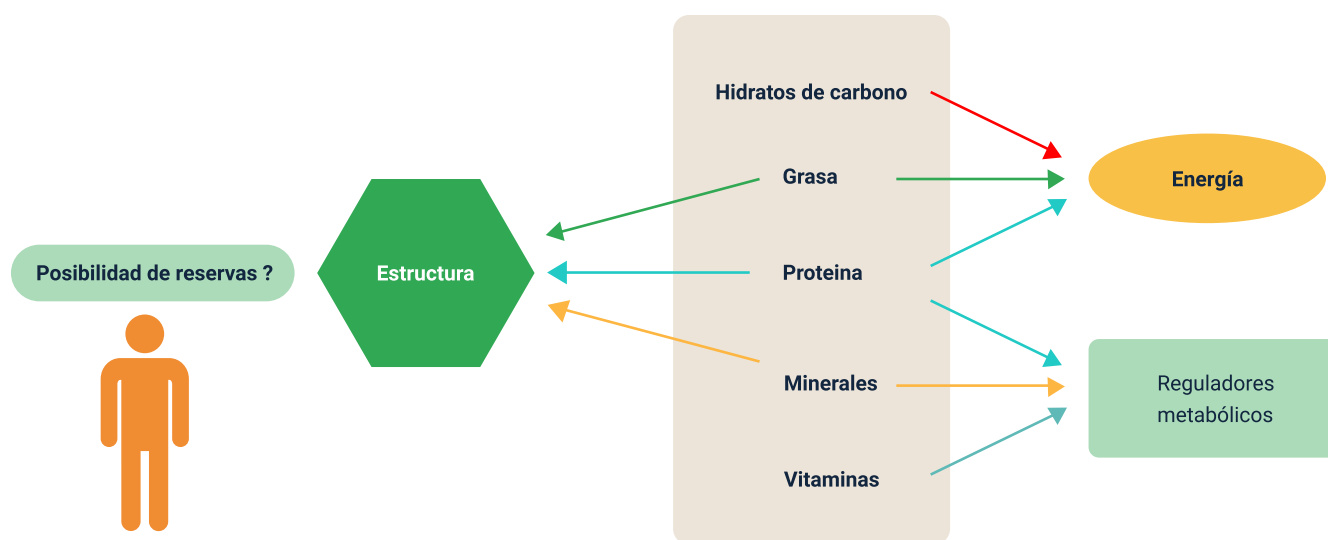 Posibilidad de reservas ?
Estructura
Hidratos de carbono
Grasa
Proteina
Minerales
Vitaminas
Energía
Reguladores
metabólicos